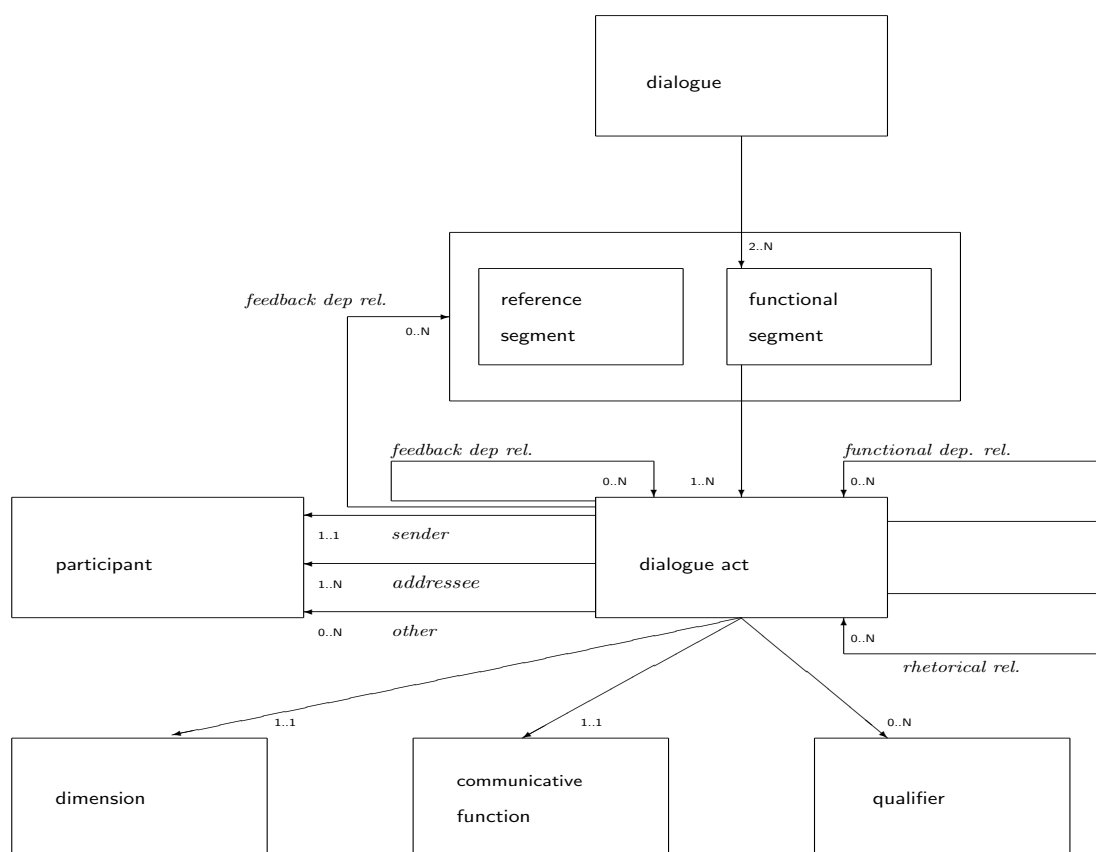 dialogue
2..N
reference
segment
functional
segment
feedback dep rel.
0..N
feedback dep rel.
functional dep. rel.
0..N
1..N
0..N
participant
dialogue act
1..1
sender
1..N
addressee
0..N
other
0..N
rhetorical rel.
1..1
1..1
0..N
dimension
communicative
function
qualifier